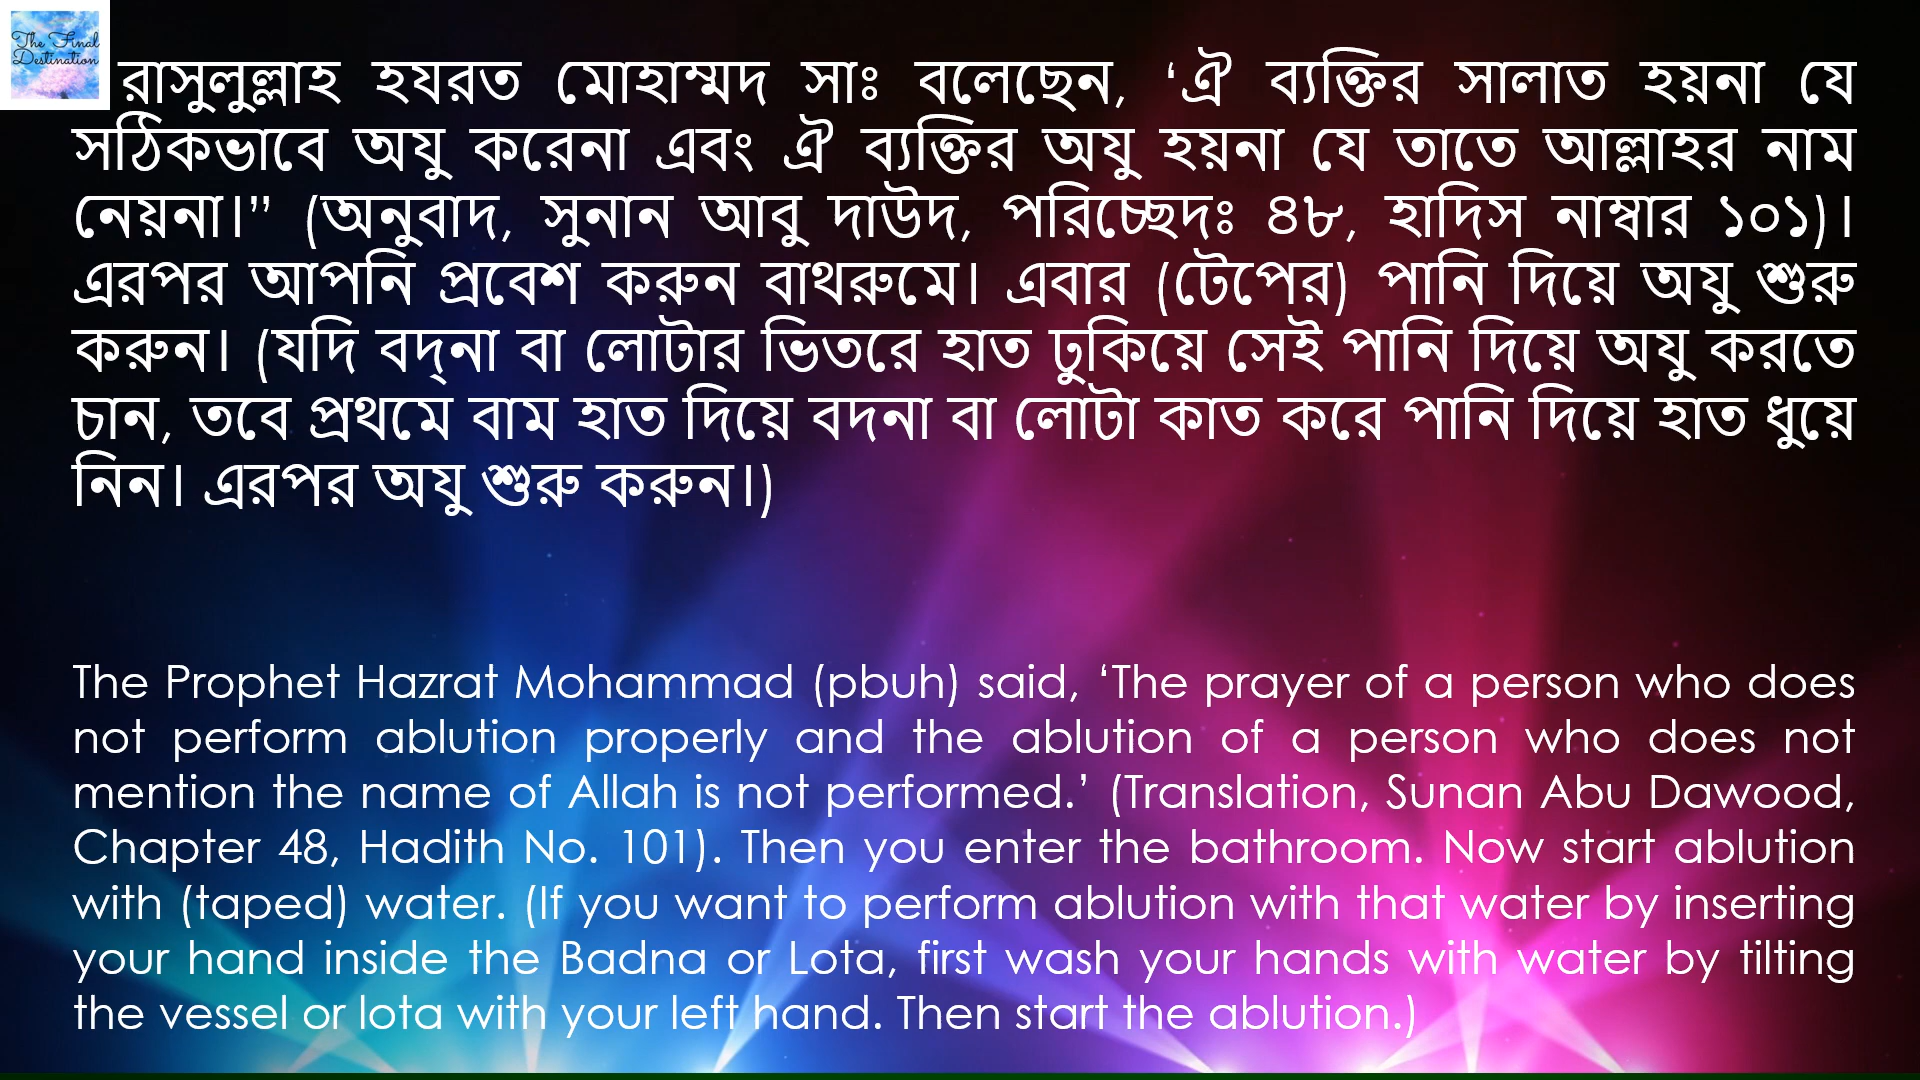 The Final
Destination
রাসুলুল্লাহ হযরত মোহাম্মদ সাঃ বলেছেন, ‘ঐ ব্যক্তির সালাত হয়না যে
সঠিকভাবে অযু করেনা এবং ঐ ব্যক্তির অযু হয়না যে তাতে আল্লাহর নাম
নেয়না।” (অনুবাদ, সুনান আবু দাউদ, পরিচ্ছেদঃ ৪৮, হাদিস নাম্বার ১০১)।
এরপর আপনি প্রবেশ করুন বাথরুমে। এবার (টেপের) পানি দিয়ে অযু শুরু
করুন। (যদি বদ্‌না বা লোটার ভিতরে হাত ঢুকিয়ে সেই পানি দিয়ে অযু করতে
চান, তবে প্রথমে বাম হাত দিয়ে বদনা বা লোটা কাত করে পানি দিয়ে হাত ধুয়ে
নিন। এরপর অযু শুরু করুন।)
The Prophet Hazrat Mohammad (pbuh) said, ‘The prayer of a person who does
not perform ablution properly and the ablution of a person who does not
mention the name of Allah is not performed.’ (Translation, Sunan Abu Dawood,
Chapter 48, Hadith No. 101). Then you enter the bathroom. Now start ablution
with (taped) water. (If you want to perform ablution with that water by inserting
your hand inside the Badna or Lota, first wash your hands with water by tilting
the vessel or lota with your left hand. Then start the ablution.)